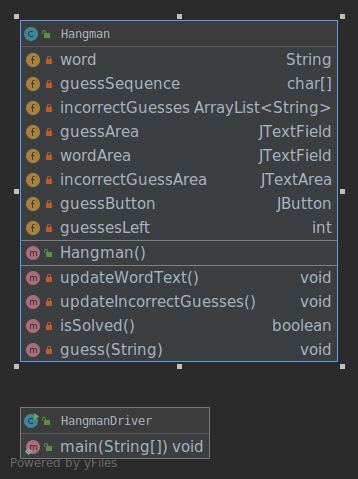 Hangman
word String
guessSequence char[]
incorrectGuesses ArrayList<String>
guessArea JTextField
wordArea JTextField
incorrectGuessArea JTextArea
guessButton JButton
guessesLeft int
Hangman()
updateWordText() void
updateIncorrectGuesses() void
isSolved() boolean
guess(String) void
HangmanDriver
main(String[]) void
Powered by yFiles